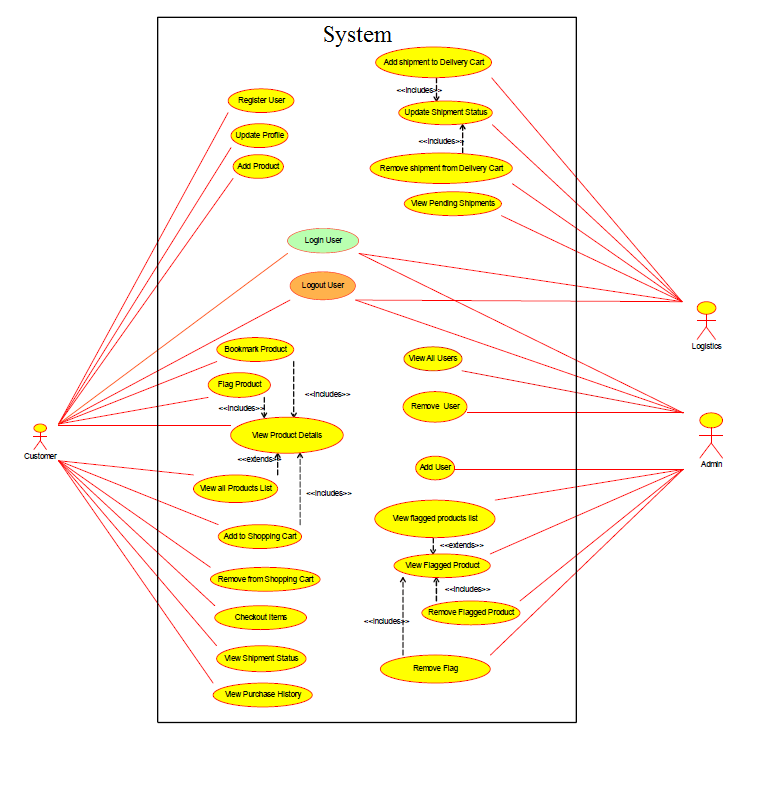 System
Add shipment to Delivery Cart
<<includes>>
Register User
Update Shipment Status
Update Profile
<<includes>>
Add Product
Remove shipment from Delivery Cart
View Pending Shipments
Login User
Logout User
Logistics
Bookmark Product
View All Users
Flag Product
<<includes>>
<<includes>>
Remove User
Customer
View Product Details
<<extends>>
Admin
Add User
View all Products List
<<includes>>
View flagged products list
Add to Shopping Cart
<<extends>>
View Flagged Product
Remove from Shopping Cart
<<includes>>
Remove Flagged Product
Checkout Items
<<includes>>
View Shipment Status
Remove Flag
View Purchase History